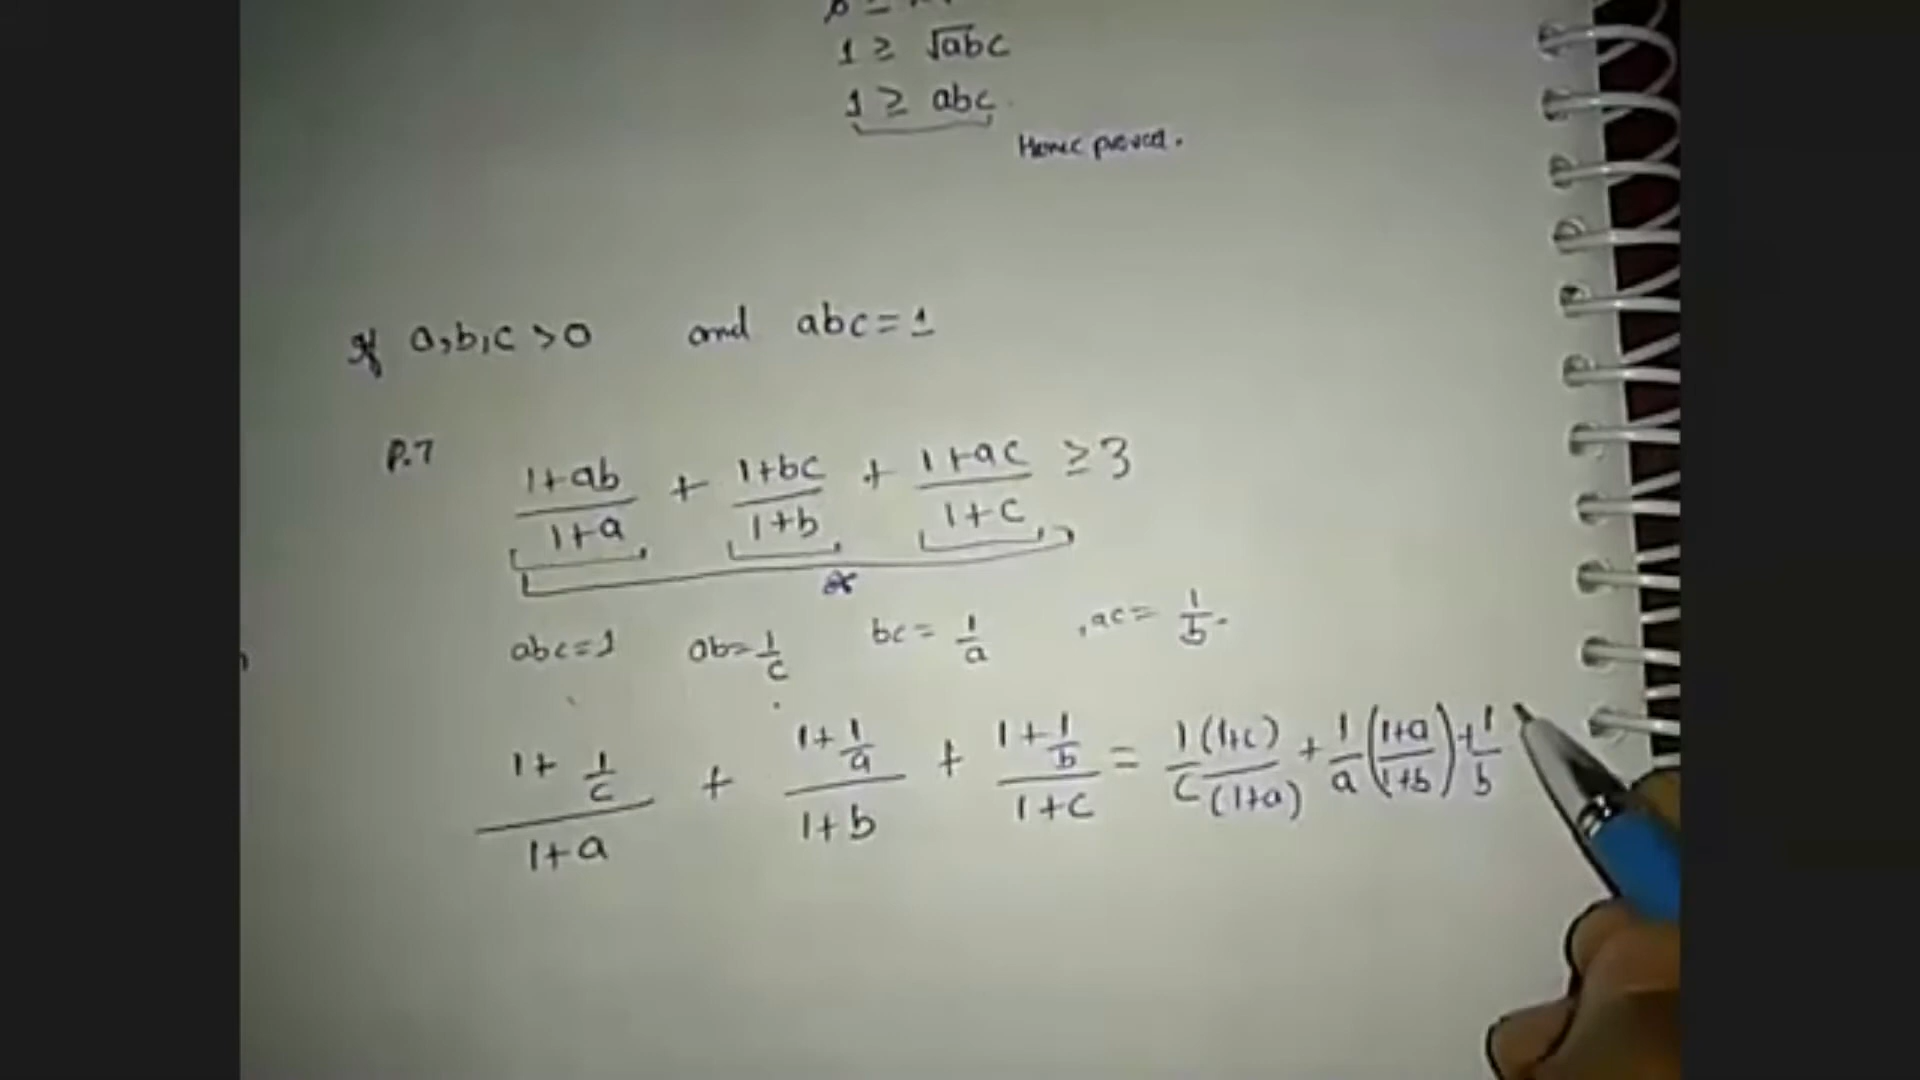 1 ≥ √abc
1 ≥ abc.
Henc proved.
If a,b,c >0 and abc=1
P.7
(1+ab)/(1+a) + (1+bc)/(1+b) + (1+ac)/(1+c) ≥3
abc=1 ab=1/c bc=1/a ,ac=1/b.
(1+1/c)/(1+a) + (1+1/a)/(1+b) + (1+1/b)/(1+c) = 1/c (1+c)/(1+a) + 1/a ((1+a)/(1+b)) + 1/b